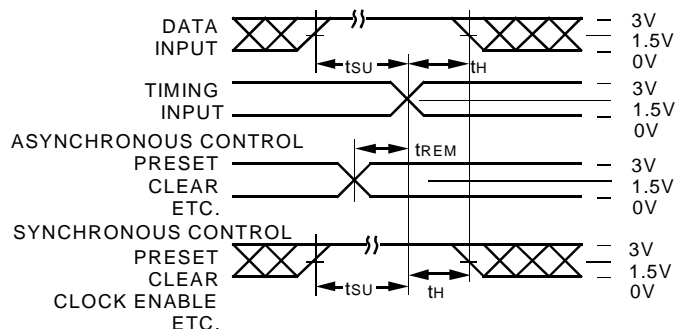 DATA
INPUT
3V
1.5V
0V
tSU
tH
TIMING
INPUT
3V
1.5V
0V
ASYNCHRONOUS CONTROL
PRESET
CLEAR
ETC.
tREM
3V
1.5V
0V
SYNCHRONOUS CONTROL
PRESET
CLEAR
CLOCK ENABLE
ETC.
tSU
tH
3V
1.5V
0V